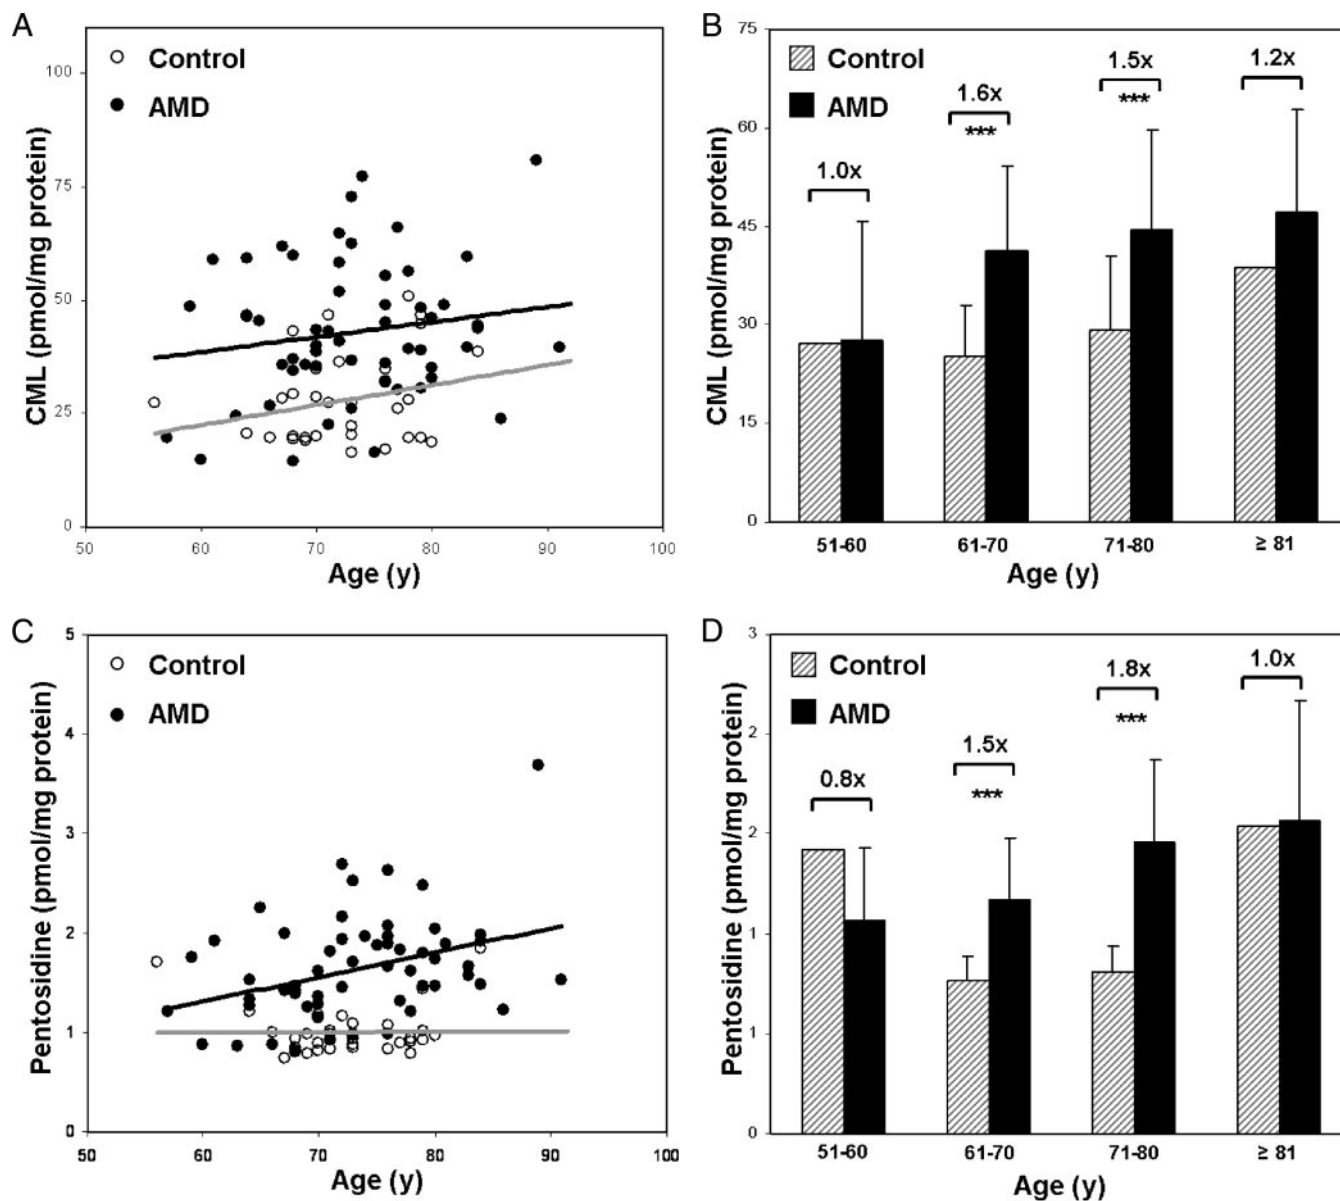 A
Control
AMD
CML (pmol/mg protein)
100
75
50
25
0
50 60 70 80 90 100
Age (y)
B
Control
AMD
CML (pmol/mg protein)
75
60
45
30
15
0
1.0x
1.6x
***
1.5x
***
1.2x
51-60 61-70 71-80 ≥ 81
Age (y)
C
Control
AMD
Pentosidine (pmol/mg protein)
5
4
3
2
1
0
50 60 70 80 90 100
Age (y)
D
Control
AMD
Pentosidine (pmol/mg protein)
3
2
2
1
1
0
0.8x
1.5x
***
1.8x
***
1.0x
51-60 61-70 71-80 ≥ 81
Age (y)